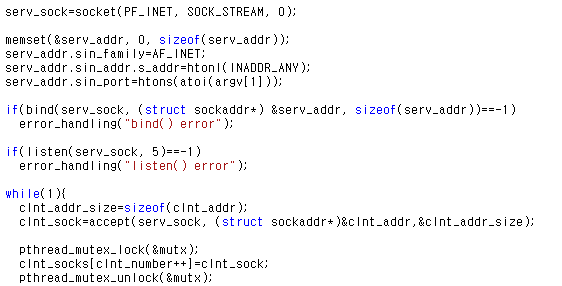 serv_sock=socket(PF_INET, SOCK_STREAM, 0);
memset(&serv_addr, 0, sizeof(serv_addr));
serv_addr.sin_family=AF_INET;
serv_addr.sin_addr.s_addr=htonl(INADDR_ANY);
serv_addr.sin_port=htons(atoi(argv[1]));
if(bind(serv_sock, (struct sockaddr*) &serv_addr, sizeof(serv_addr))==-1)
error_handling("bind() error");
if(listen(serv_sock, 5)==-1)
error_handling("listen() error");
while(1){
clnt_addr_size=sizeof(clnt_addr);
clnt_sock=accept(serv_sock, (struct sockaddr*)&clnt_addr,&clnt_addr_size);
pthread_mutex_lock(&mutx);
clnt_socks[clnt_number++]=clnt_sock;
pthread_mutex_unlock(&mutx);